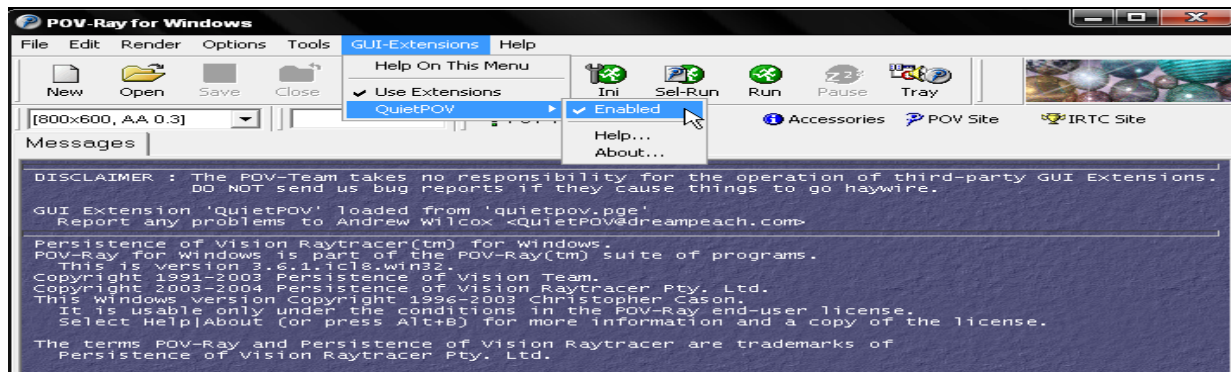 POV-Ray for Windows
File Edit Render Options Tools GUI-Extensions Help
Help On This Menu
Use Extensions
QuietPOV
Enabled
Help...
About...
New Open Save Close Ini Sel-Run Run Pause Tray
[800x600, AA 0.3]
Accessories POV Site IRTC Site
Messages
DISCLAIMER : The POV-Team takes no responsibility for the operation of third-party GUI Extensions.
DO NOT send us bug reports if they cause things to go haywire.
GUI Extension 'QuietPOV' loaded from 'quietpov.pge'
Report any problems to Andrew Wilcox <QuietPOV@dreampeach.com>
Persistence of Vision Raytracer(tm) for Windows.
POV-Ray for Windows is part of the POV-Ray(tm) suite of programs.
This is version 3.6.1.icl8.win32.
Copyright 1991-2003 Persistence of Vision Team.
Copyright 2003-2004 Persistence of Vision Raytracer Pty. Ltd.
This Windows version Copyright 1996-2003 Christopher Cason.
It is usable only under the conditions in the POV-Ray end-user license.
Select Help|About (or press Alt+B) for more information and a copy of the license.
The terms POV-Ray and Persistence of Vision Raytracer are trademarks of
Persistence of Vision Raytracer Pty. Ltd.